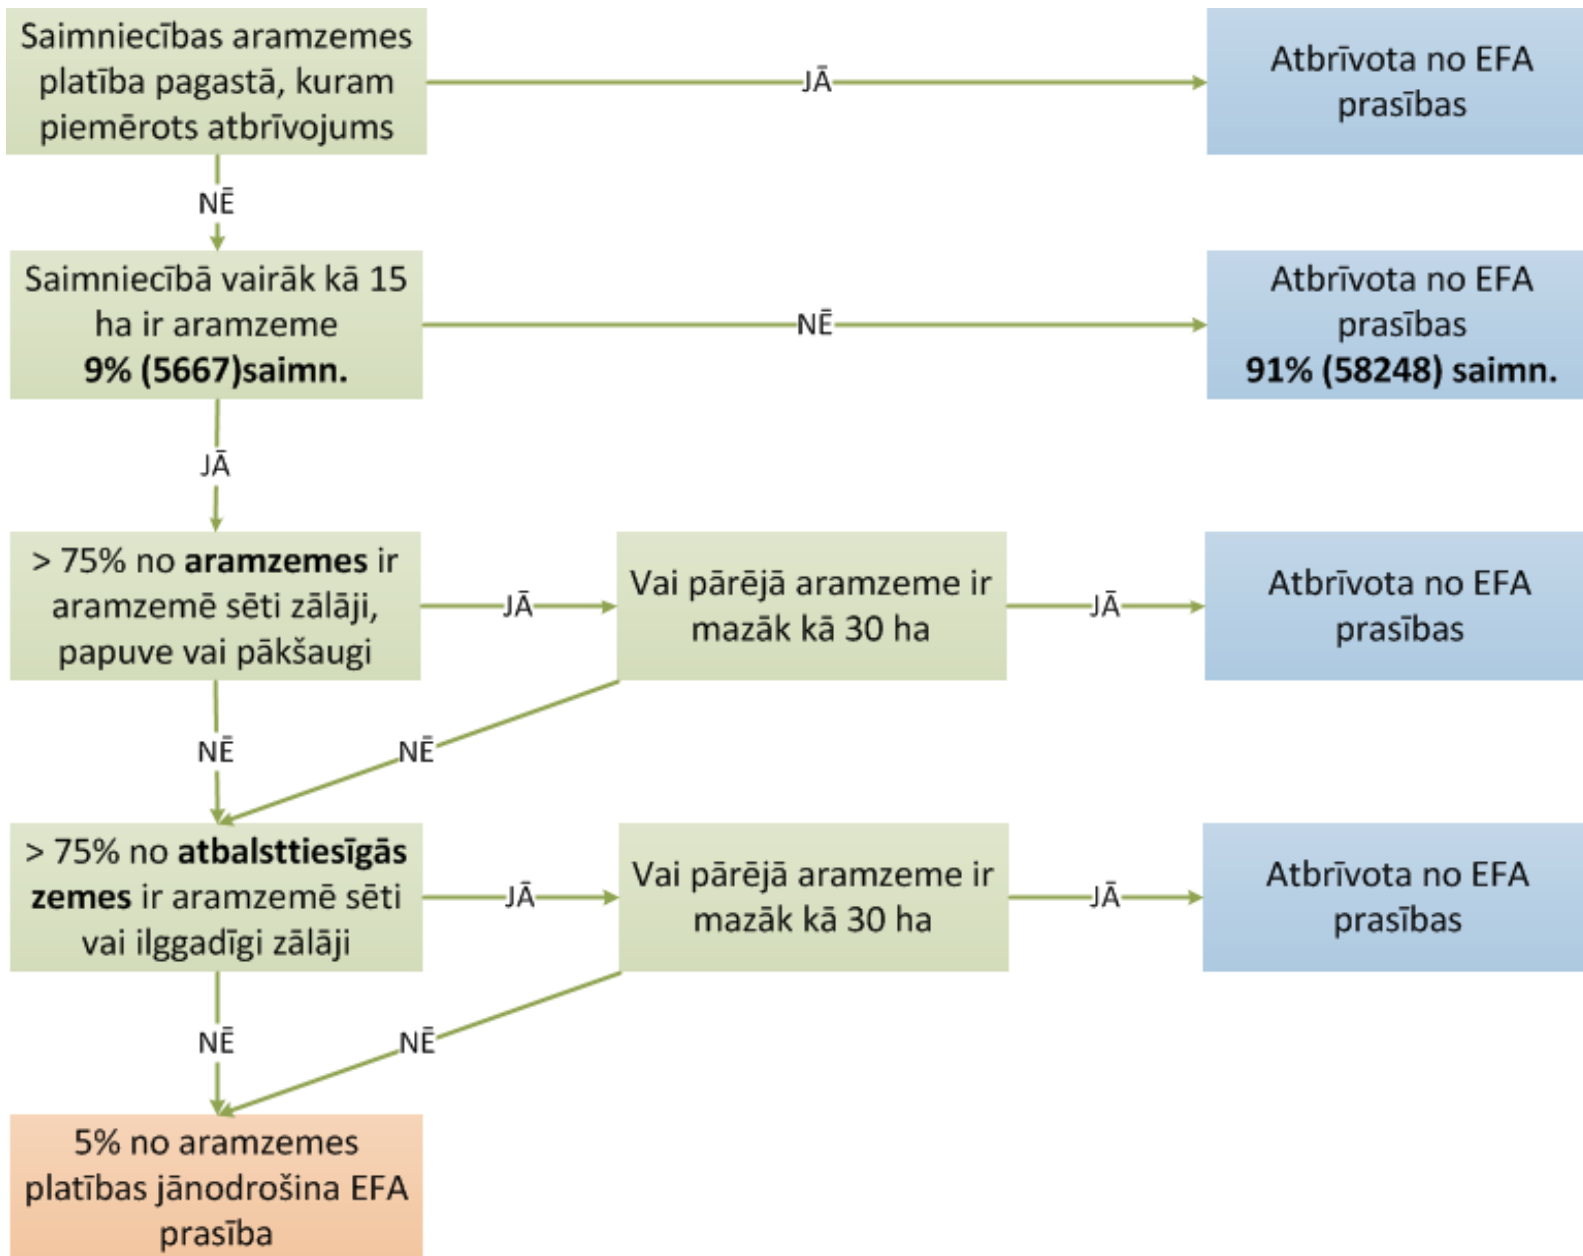 Saimniecības aramzemes
platība pagastā, kuram
piemērots atbrīvojums
JĀ
Atbrīvota no EFA
prasības
NĒ
Saimniecībā vairāk kā 15
ha ir aramzeme
9% (5667)saimn.
NĒ
Atbrīvota no EFA
prasības
91% (58248) saimn.
JĀ
> 75% no aramzemes ir
aramzemē sēti zālāji,
papuve vai pākšaugi
JĀ
Vai pārējā aramzeme ir
mazāk kā 30 ha
JĀ
Atbrīvota no EFA
prasības
NĒ
NĒ
> 75% no atbalsttiesīgās
zemes ir aramzemē sēti
vai ilggadīgi zālāji
JĀ
Vai pārējā aramzeme ir
mazāk kā 30 ha
JĀ
Atbrīvota no EFA
prasības
NĒ
NĒ
5% no aramzemes
platības jānodrošina EFA
prasība